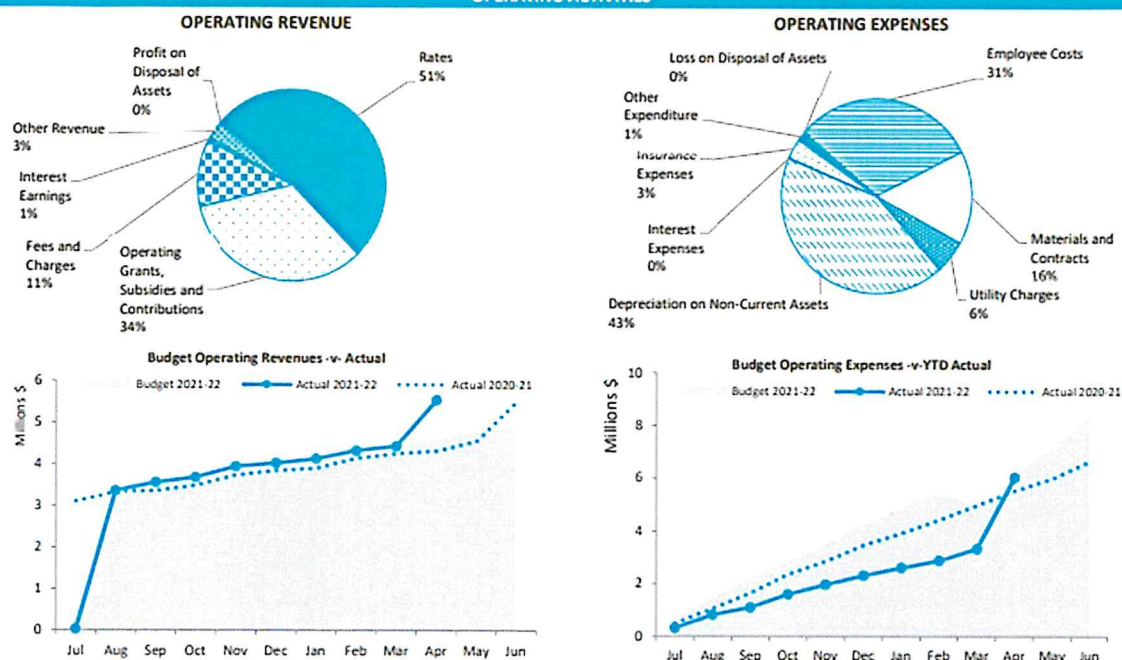 OPERATING REVENUE
Profit on
Disposal of
Assets
0%
Rates
51%
Other Revenue
3%
Interest
Earnings
1%
Fees and
Charges
11%
Operating
Grants,
Subsidies and
Contributions
34%
OPERATING EXPENSES
Loss on Disposal of Assets
0%
Employee Costs
31%
Other
Expenditure
1%
Insurance
Expenses
3%
Interest
Expenses
0%
Materials and
Contracts
16%
Utility Charges
6%
Depreciation on Non-Current Assets
43%
Budget Operating Revenues -v- Actual
Budget 2021-22 Actual 2021-22 Actual 2020-21
Millions $
6
5
4
3
2
1
0
Jul Aug Sep Oct Nov Dec Jan Feb Mar Apr May Jun
Budget Operating Expenses -v-YTD Actual
Budget 2021-22 Actual 2021-22 Actual 2020-21
Millions $
10
8
6
4
2
0
Jul Aug Sep Oct Nov Dec Jan Feb Mar Apr May Jun